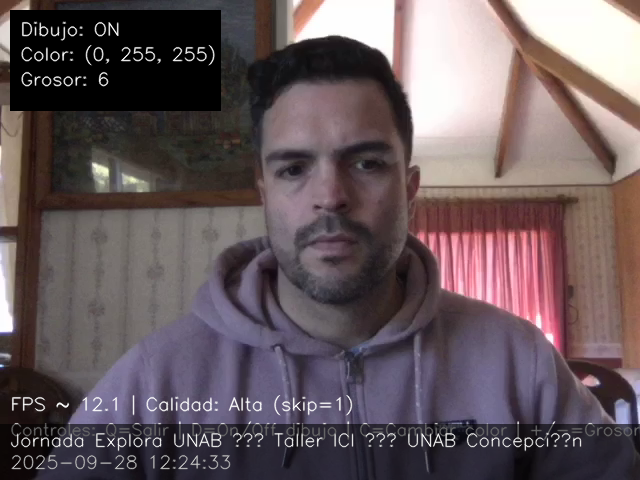 Dibujo: ON
Color: (0, 255, 255)
Grosor: 6
FPS ~ 12.1 | Calidad: Alta (skip=1)
Controles: Q=Salir | D=On/Off dibujo | C=Cambiar color | +/-=Grosor
Jornada Explora UNAB ??? Taller ICI ??? UNAB Concepci??n
2025-09-28 12:24:33